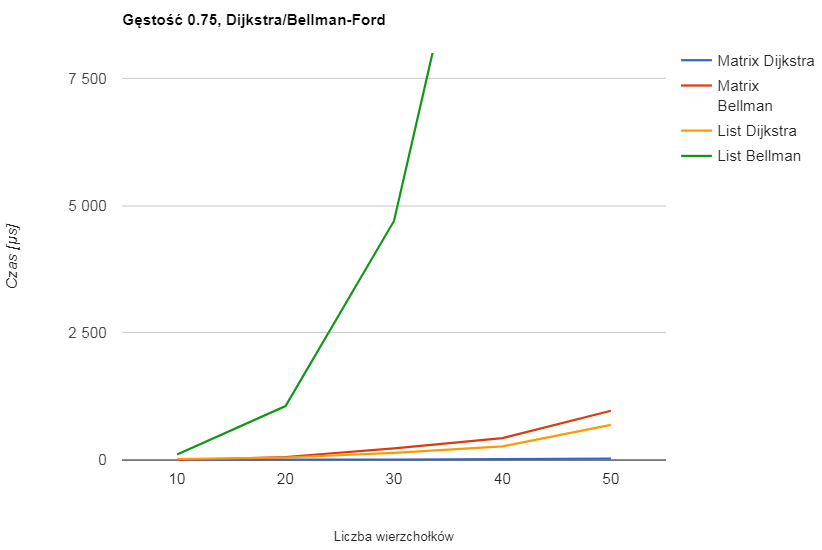 Gęstość 0.75, Dijkstra/Bellman-Ford
Matrix Dijkstra
Matrix
Bellman
List Dijkstra
List Bellman
Czas [μs]
7 500
5 000
2 500
0
10
20
30
40
50
Liczba wierzchołków